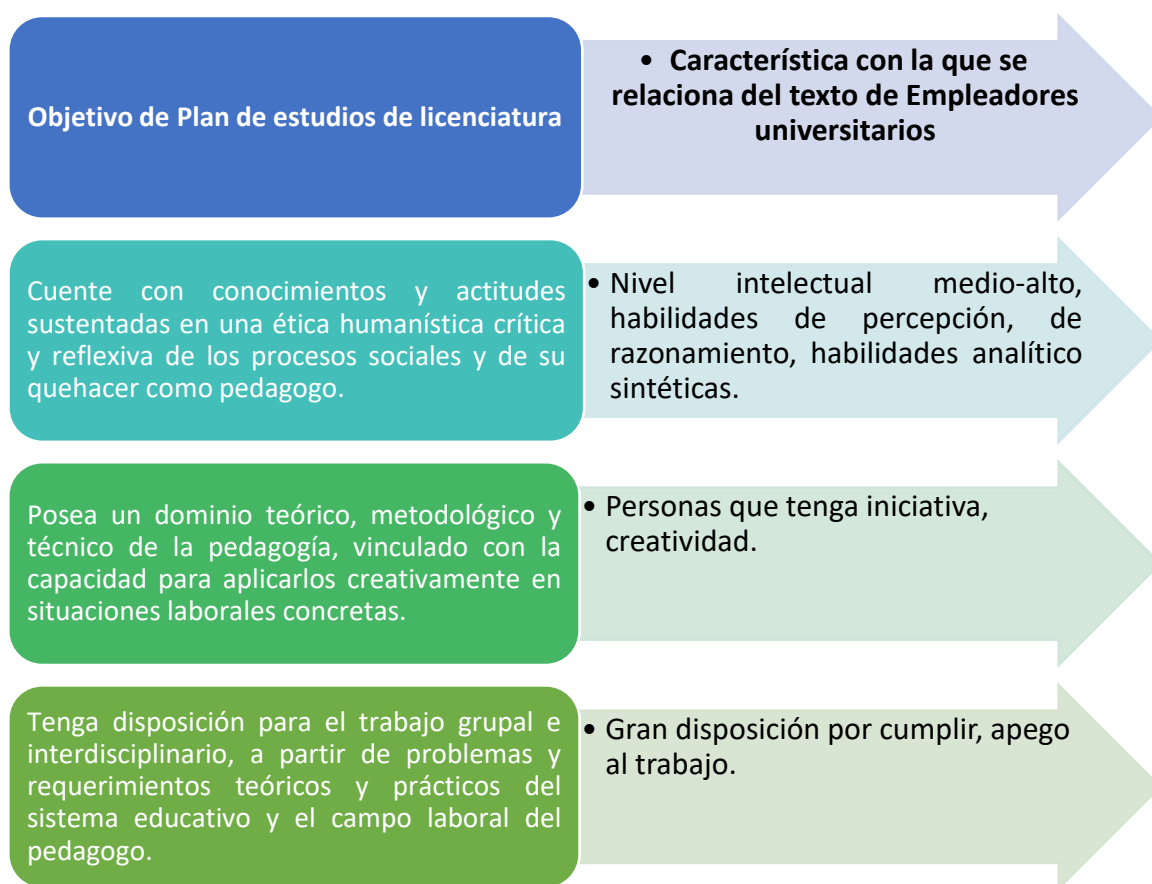 Objetivo de Plan de estudios de licenciatura
• Característica con la que se
relaciona del texto de Empleadores
universitarios
Cuente con conocimientos y actitudes
sustentadas en una ética humanística crítica
y reflexiva de los procesos sociales y de su
quehacer como pedagogo.
• Nivel intelectual medio-alto,
habilidades de percepción, de
razonamiento, habilidades analítico
sintéticas.
Posea un dominio teórico, metodológico y
técnico de la pedagogía, vinculado con la
capacidad para aplicarlos creativamente en
situaciones laborales concretas.
• Personas que tenga iniciativa,
creatividad.
Tenga disposición para el trabajo grupal e
interdisciplinario, a partir de problemas y
requerimientos teóricos y prácticos del
sistema educativo y el campo laboral del
pedagogo.
• Gran disposición por cumplir, apego
al trabajo.